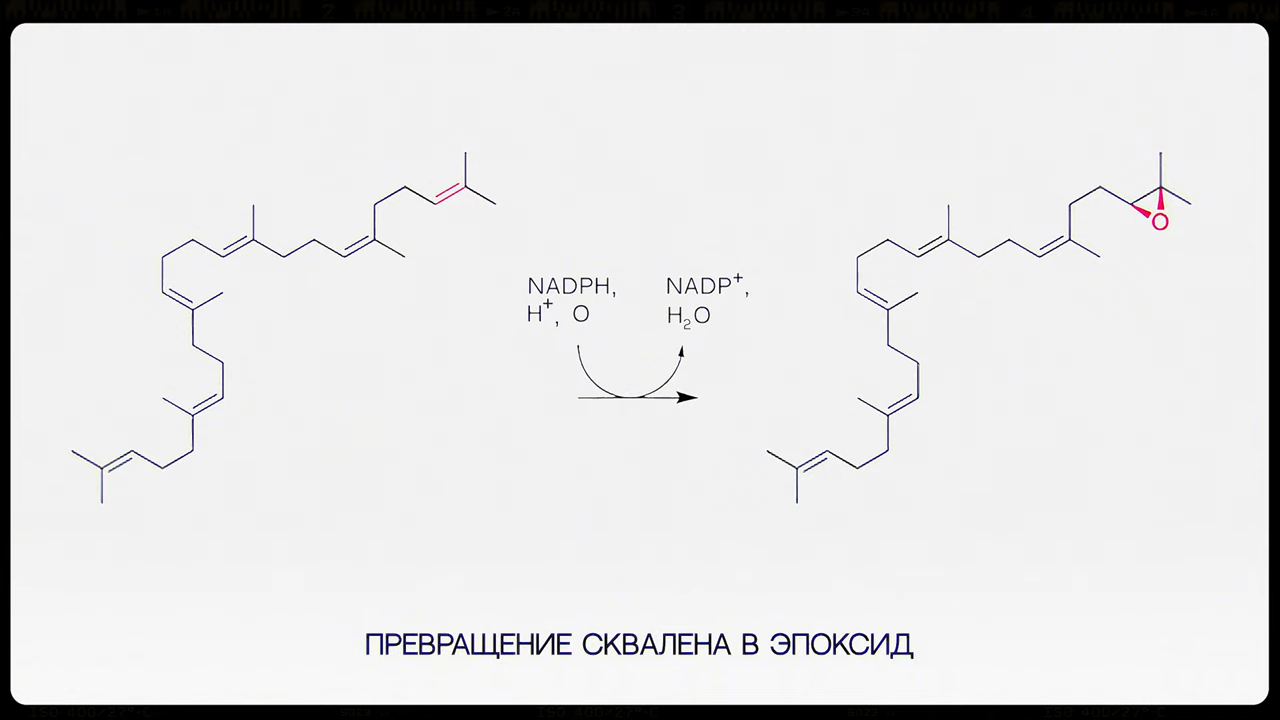 NADPH,
H⁺, O
NADP⁺,
H₂O
O
ПРЕВРАЩЕНИЕ СКВАЛЕНА В ЭПОКСИД